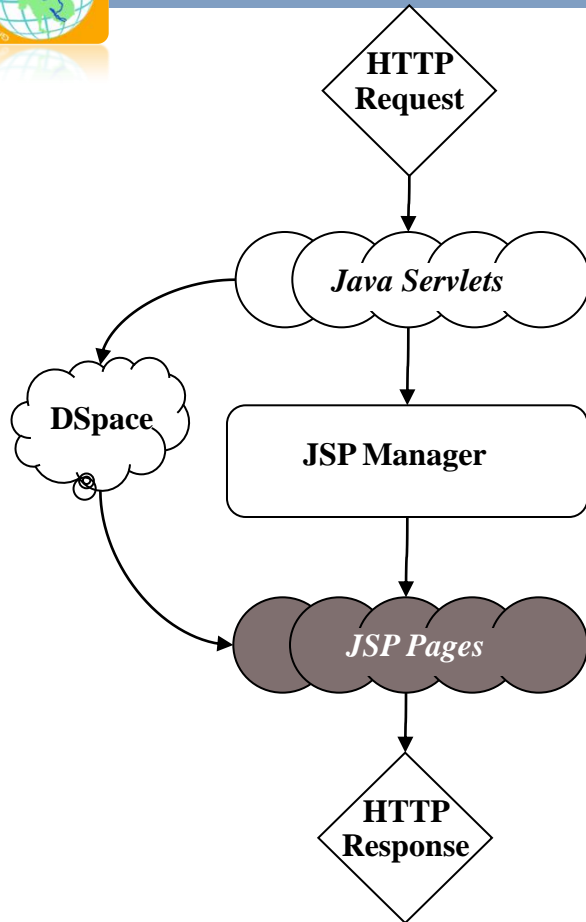 HTTP
Request
Java Servlets
DSpace
JSP Manager
JSP Pages
HTTP
Response